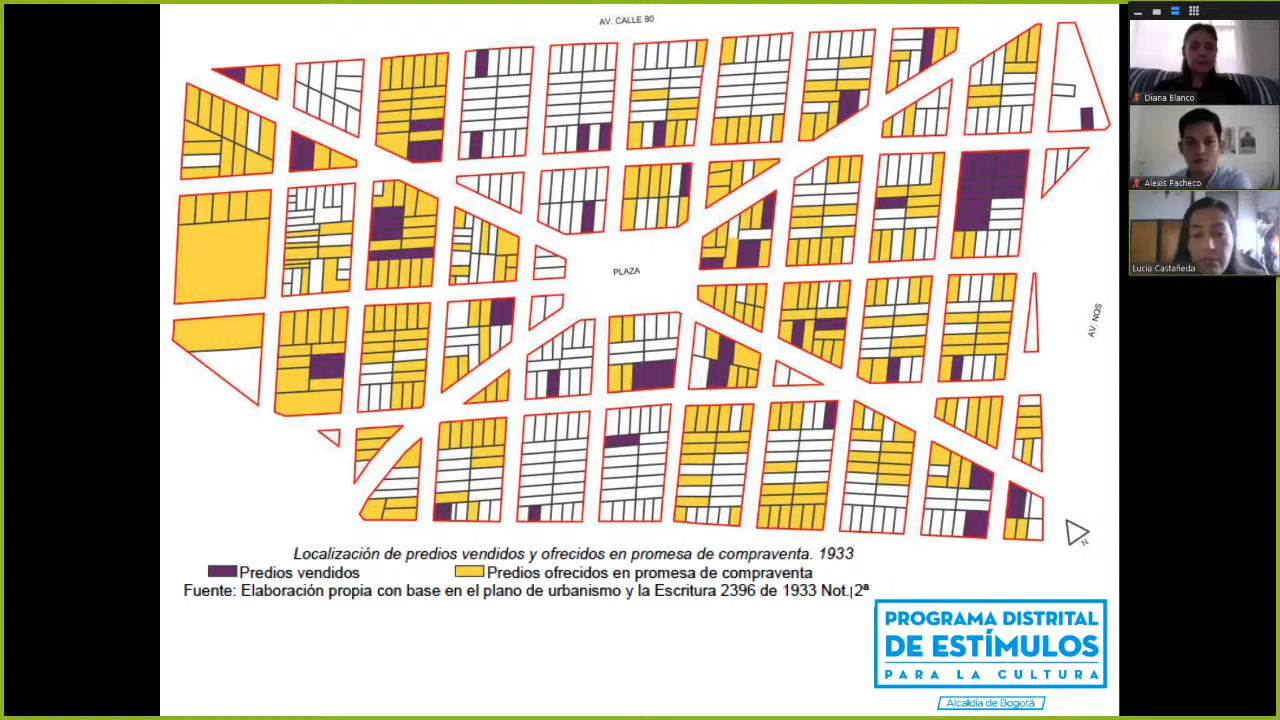 AV. CALLE 80
Diana Blanco
Alexis Pacheco
Lucia Castañeda
PLAZA
AV. NQS
N
Localización de predios vendidos y ofrecidos en promesa de compraventa. 1933
Predios vendidos
Predios ofrecidos en promesa de compraventa
Fuente: Elaboración propia con base en el plano de urbanismo y la Escritura 2396 de 1933 Not. 2ª
PROGRAMA DISTRITAL
DE ESTÍMULOS
PARA LA CULTURA
Alcaldía de Bogotá